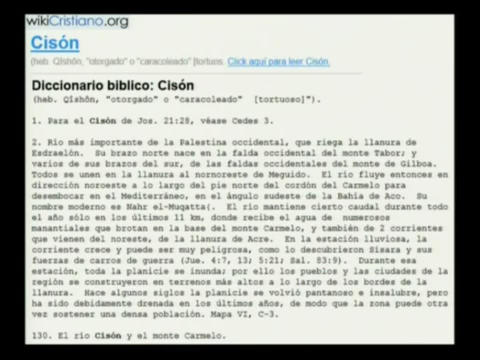 wikiCristiano.org
Cisón
(heb. Qîshôn, "otorgado" o "caracoleado" [tortuos. Click aquí para leer Cisón.
Diccionario biblico: Cisón
(heb. Qîshôn, "otorgado" o "caracoleado" [tortuoso]").
1. Para el Cisón de Jos. 21:28, véase Cedes 3.
2. Río más importante de la Palestina occidental, que riega la llanura de
Esdraelón. Su brazo norte nace en la falda occidental del monte Tabor; y
varios de sus brazos del sur, de las faldas occidentales del monte de Gilboa.
Todos se unen en la llanura al nornoreste de Meguido. El río fluye entonces en
dirección noroeste a lo largo del pie norte del cordón del Carmelo para
desembocar en el Mediterráneo, en el ángulo sudeste de la Bahía de Aco. Su
nombre moderno es Nahr el-Muqatta{. El río mantiene cierto caudal durante todo
el año sólo en los últimos 11 km, donde recibe el agua de numerosos
manantiales que brotan en la base del monte Carmelo, y también de 2 corrientes
que vienen del noreste, de la llanura de Acre. En la estación lluviosa, la
corriente crece y puede ser muy peligrosa, como lo descubrieron Sísara y sus
fuerzas de carros de guerra (Jue. 4:7, 13; 5:21; Sal. 83:9). Durante esa
estación, toda la planicie se inunda; por ello los pueblos y las ciudades de la
región se construyeron en terrenos más altos a lo largo de los bordes de la
llanura. Hace algunos siglos la planicie se volvió pantanoso e insalubre, pero
ha sido debidamente drenada en los últimos años, de modo que la zona puede otra
vez sostener una densa población. Mapa VI, C-3.
130. El río Cisón y el monte Carmelo.